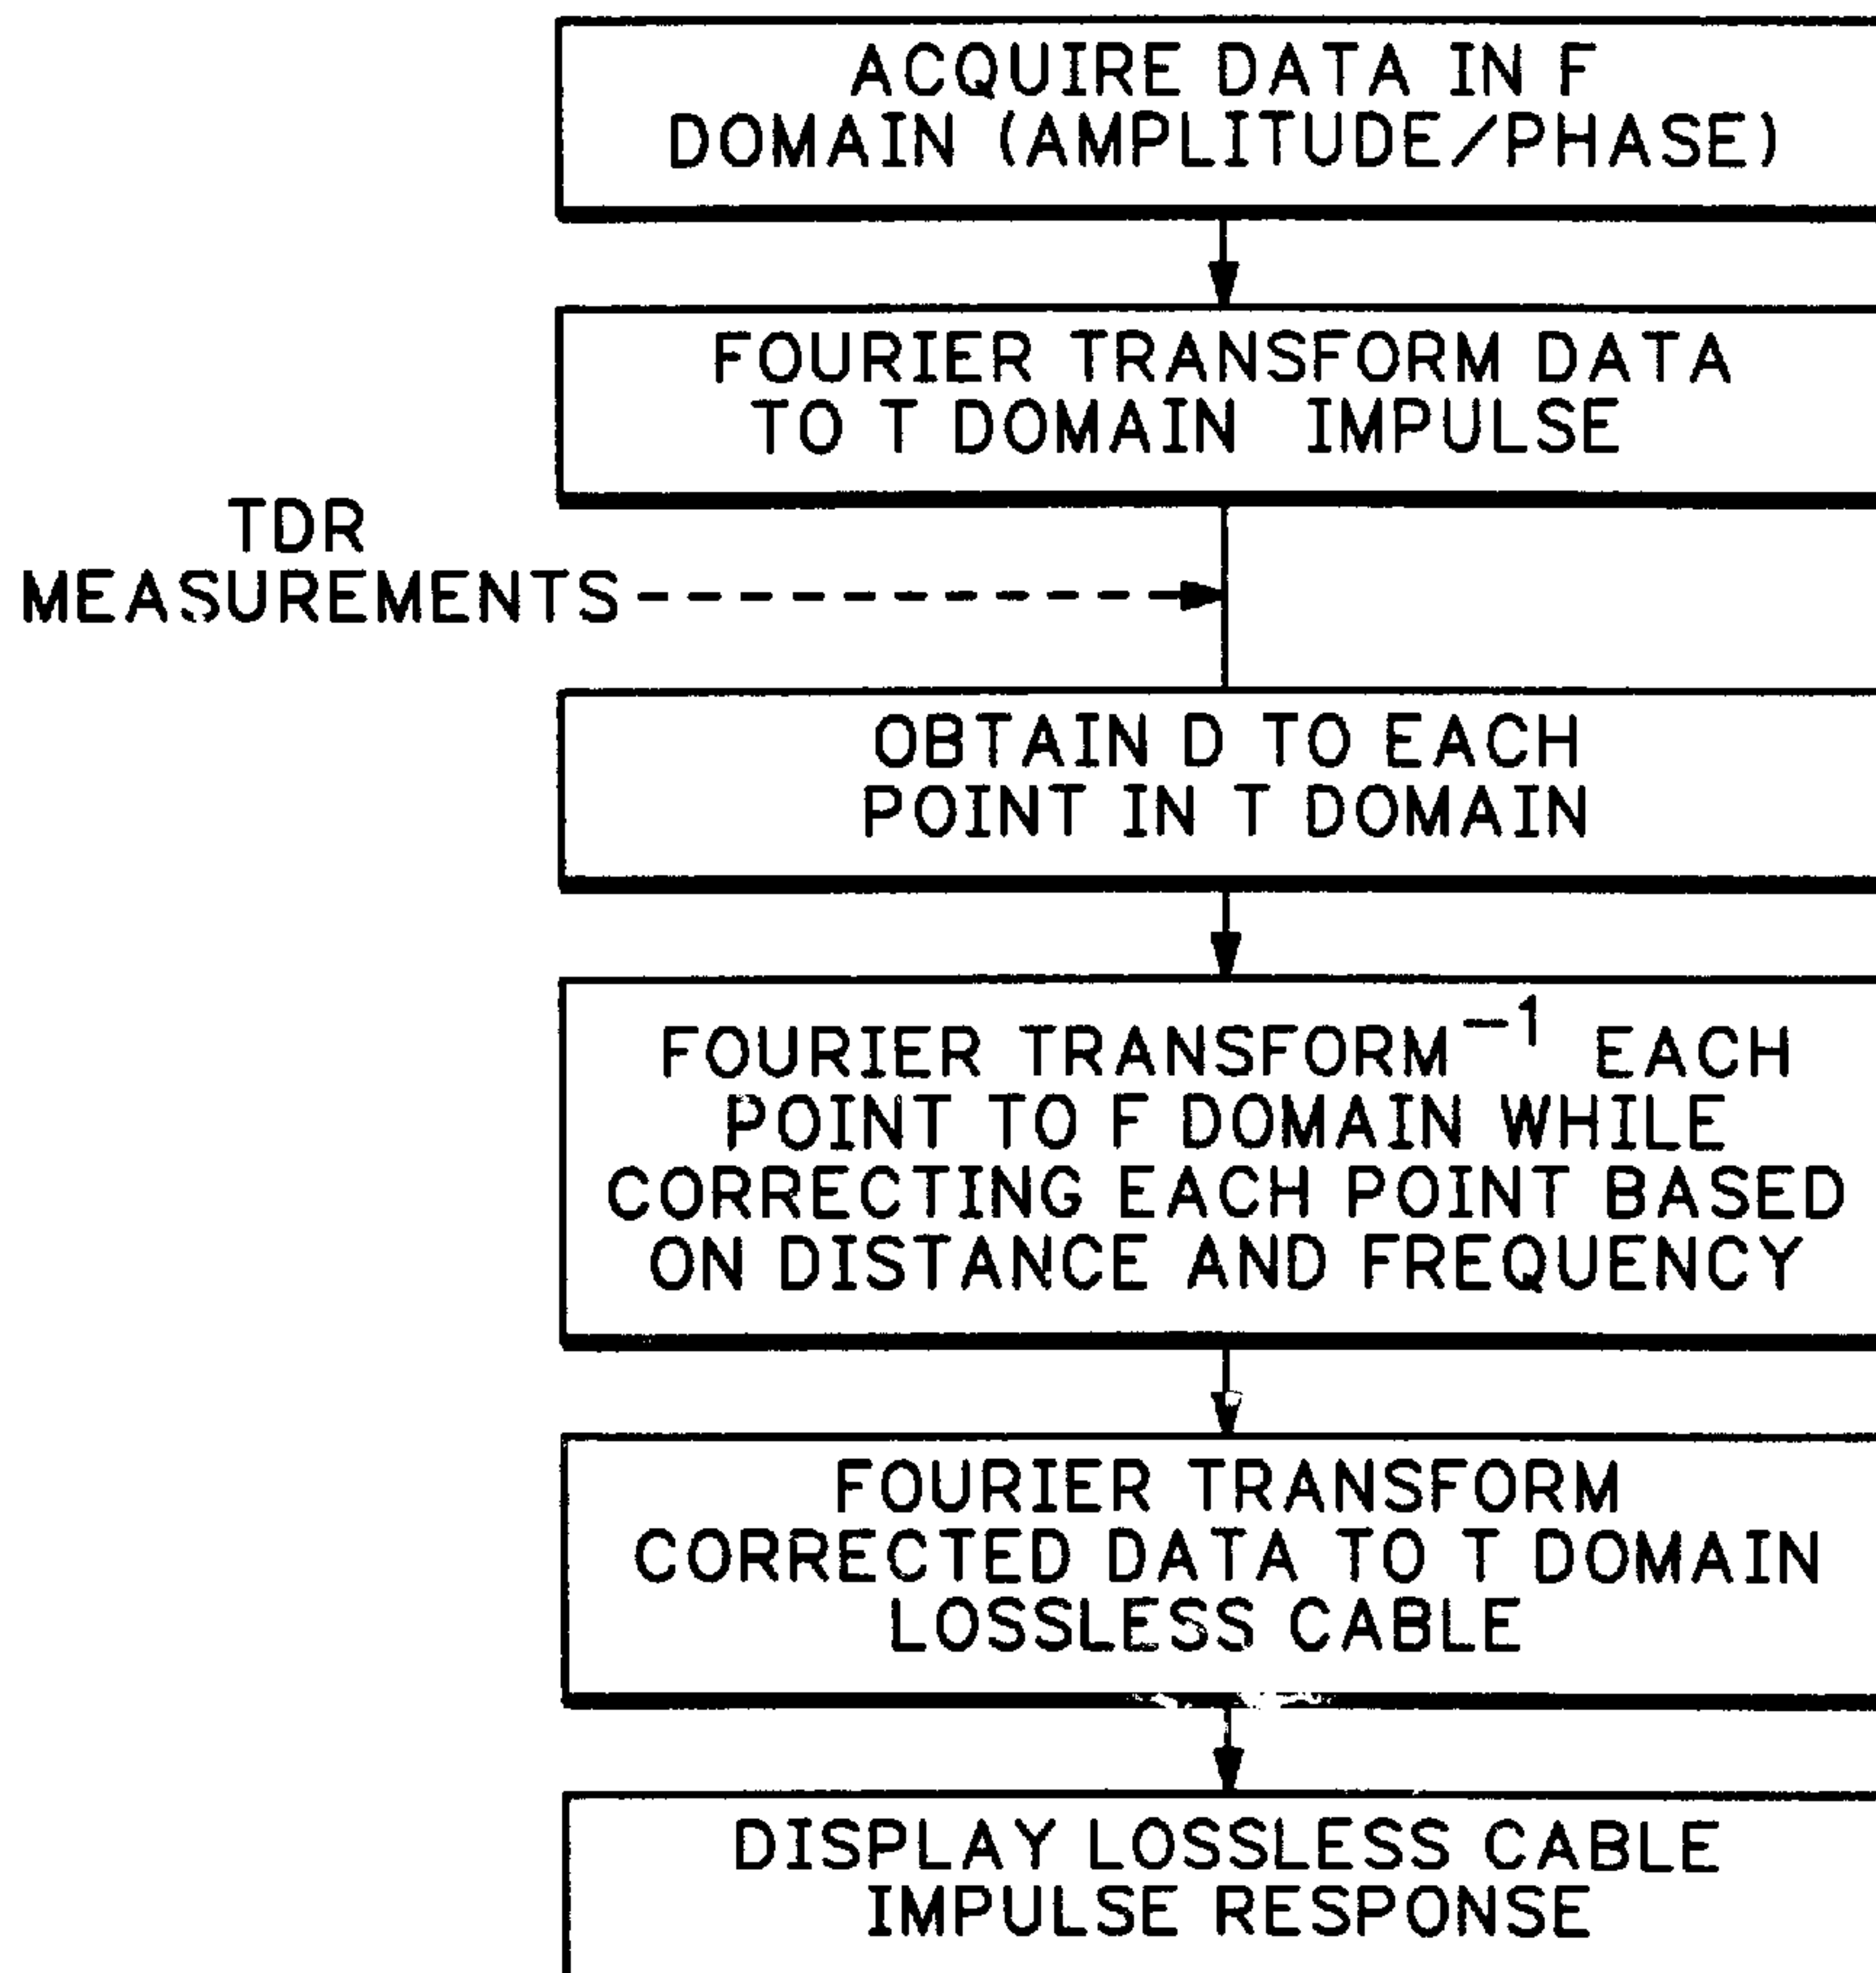 ACQUIRE DATA IN F
DOMAIN (AMPLITUDE/PHASE)
FOURIER TRANSFORM DATA
TO T DOMAIN IMPULSE
TDR
MEASUREMENTS
OBTAIN D TO EACH
POINT IN T DOMAIN
FOURIER TRANSFORM⁻¹ EACH
POINT TO F DOMAIN WHILE
CORRECTING EACH POINT BASED
ON DISTANCE AND FREQUENCY
FOURIER TRANSFORM
CORRECTED DATA TO T DOMAIN
LOSSLESS CABLE
DISPLAY LOSSLESS CABLE
IMPULSE RESPONSE